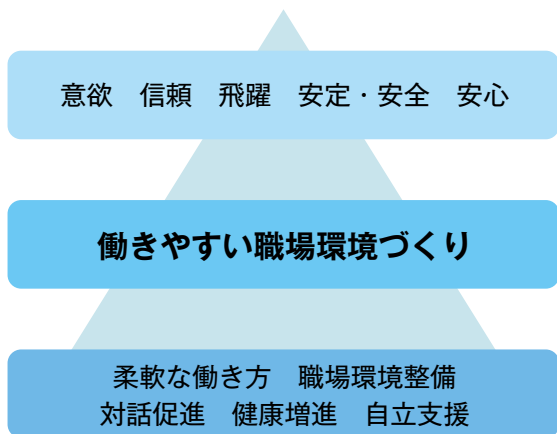 意欲　信頼　飛躍　安定・安全　安心
働きやすい職場環境づくり
柔軟な働き方　職場環境整備
対話促進　健康増進　自立支援